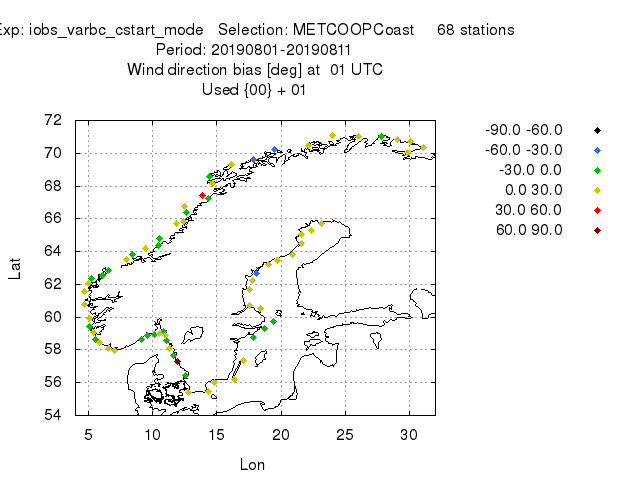 Exp: iobs_varbc_cstart_mode Selection: METCOOPCoast 68 stations
Period: 20190801-20190811
Wind direction bias [deg] at 01 UTC
Used {00} + 01
72
70
68
66
64
62
60
58
56
54
5 10 15 20 25 30
Lat
Lon
-90.0 -60.0
-60.0 -30.0
-30.0 0.0
0.0 30.0
30.0 60.0
60.0 90.0